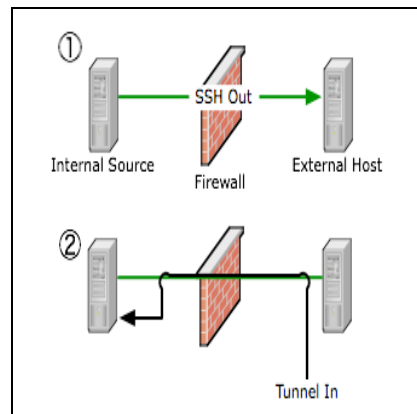 ①
SSH Out
Internal Source
External Host
Firewall
②
Tunnel In